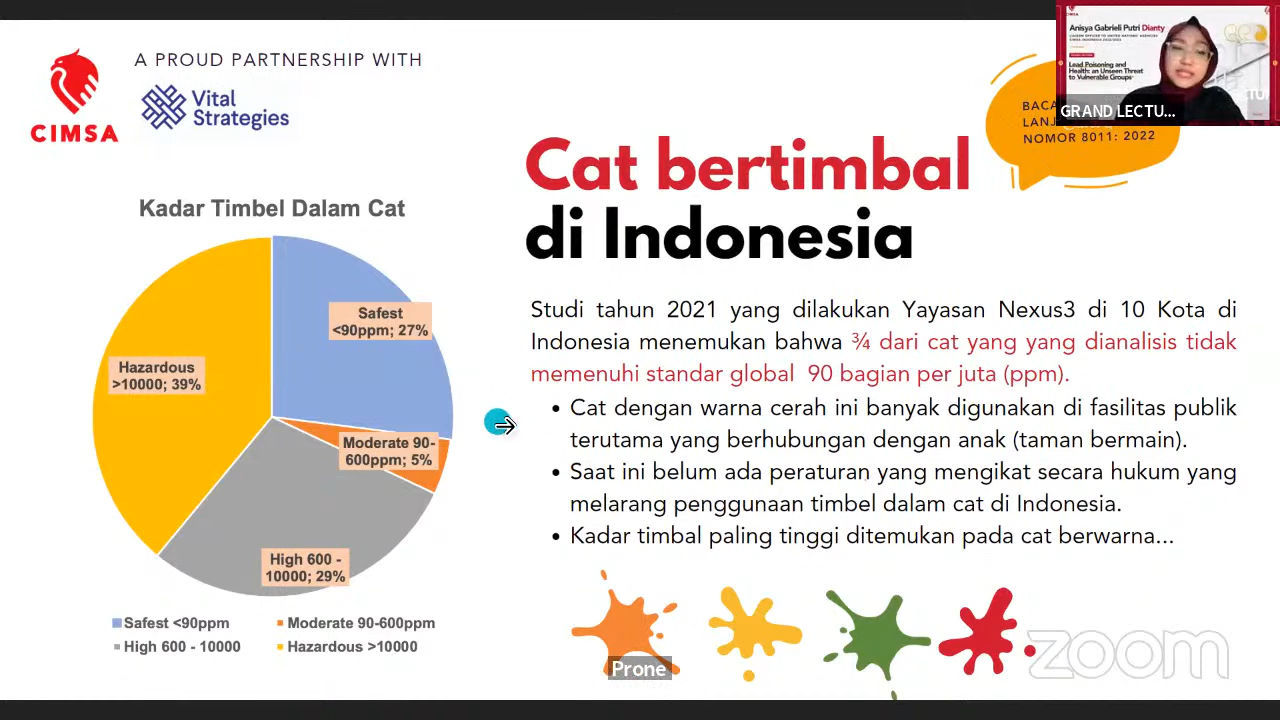 A PROUD PARTNERSHIP WITH
CIMSA
Vital
Strategies
Cat bertimbal
di Indonesia
BACA
LANJ
NOMOR 8011: 2022
Anisya Gabrieli Putri Dianty
Lead Poisoning and
Health: an Unseen Threat
to Vulnerable Groups
GRAND LECTU...
Kadar Timbel Dalam Cat
Safest
<90ppm; 27%
Hazardous
>10000; 39%
Moderate 90-
600ppm; 5%
High 600 -
10000; 29%
Safest <90ppm
Moderate 90-600ppm
High 600 - 10000
Hazardous >10000
Studi tahun 2021 yang dilakukan Yayasan Nexus3 di 10 Kota di
Indonesia menemukan bahwa ¾ dari cat yang yang dianalisis tidak
memenuhi standar global 90 bagian per juta (ppm).
• Cat dengan warna cerah ini banyak digunakan di fasilitas publik
terutama yang berhubungan dengan anak (taman bermain).
• Saat ini belum ada peraturan yang mengikat secara hukum yang
melarang penggunaan timbel dalam cat di Indonesia.
• Kadar timbal paling tinggi ditemukan pada cat berwarna...
Prone
zoom